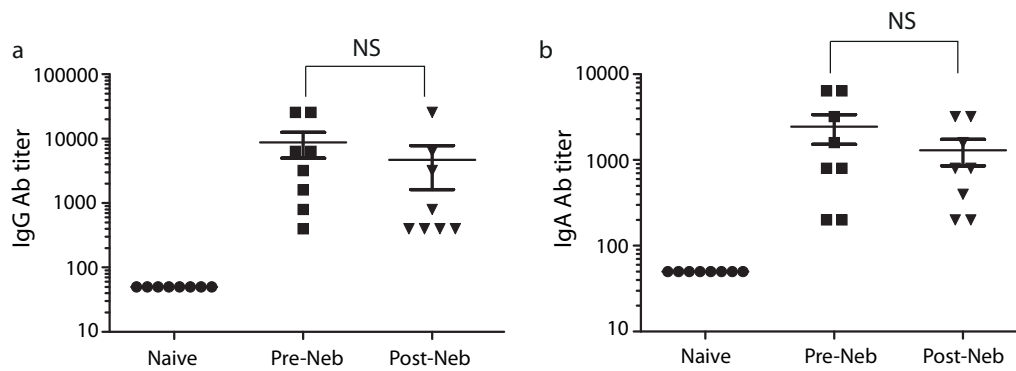 a
NS
100000
10000
1000
100
10
IgG Ab titer
Naive Pre-Neb Post-Neb
b
NS
10000
1000
100
10
IgA Ab titer
Naive Pre-Neb Post-Neb